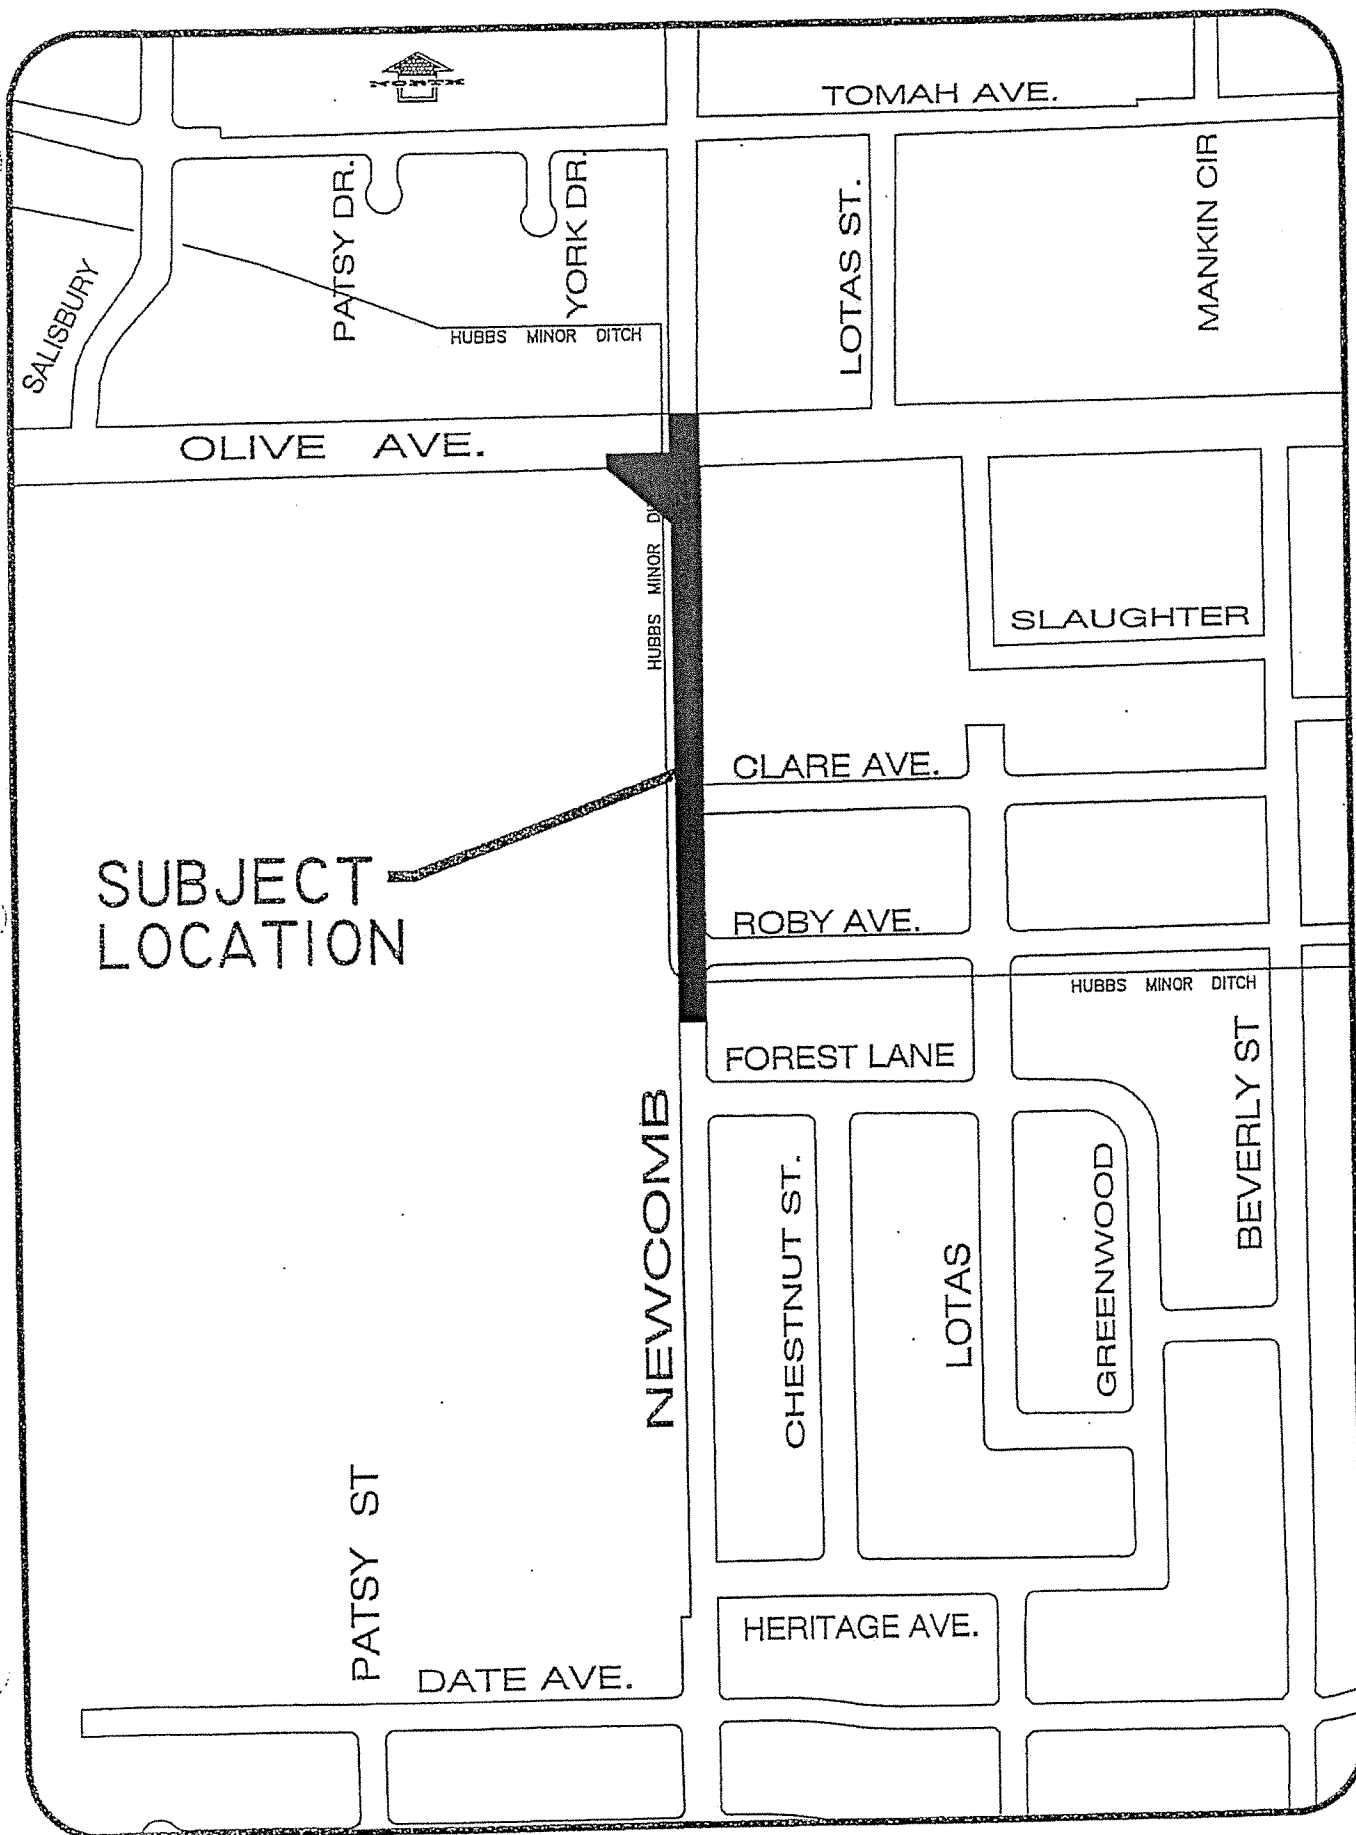 NORTH
TOMAH AVE.
PATSY DR.
YORK DR.
LOTAS ST.
MANKIN CIR
SALISBURY
HUBBS MINOR DITCH
OLIVE AVE.
HUBBS MINOR
SLAUGHTER
CLARE AVE.
SUBJECT
LOCATION
ROBY AVE.
HUBBS MINOR DITCH
FOREST LANE
NEWCOMB
CHESTNUT ST.
LOTAS
GREENWOOD
BEVERLY ST
PATSY ST
HERITAGE AVE.
DATE AVE.